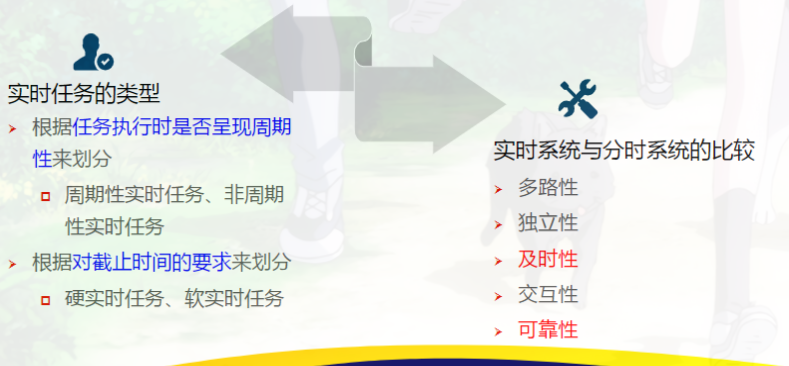 实时任务的类型
根据任务执行时是否呈现周期
性来划分
周期性实时任务、非周期
性实时任务
根据对截止时间的要求来划分
硬实时任务、软实时任务
实时系统与分时系统的比较
多路性
独立性
及时性
交互性
可靠性